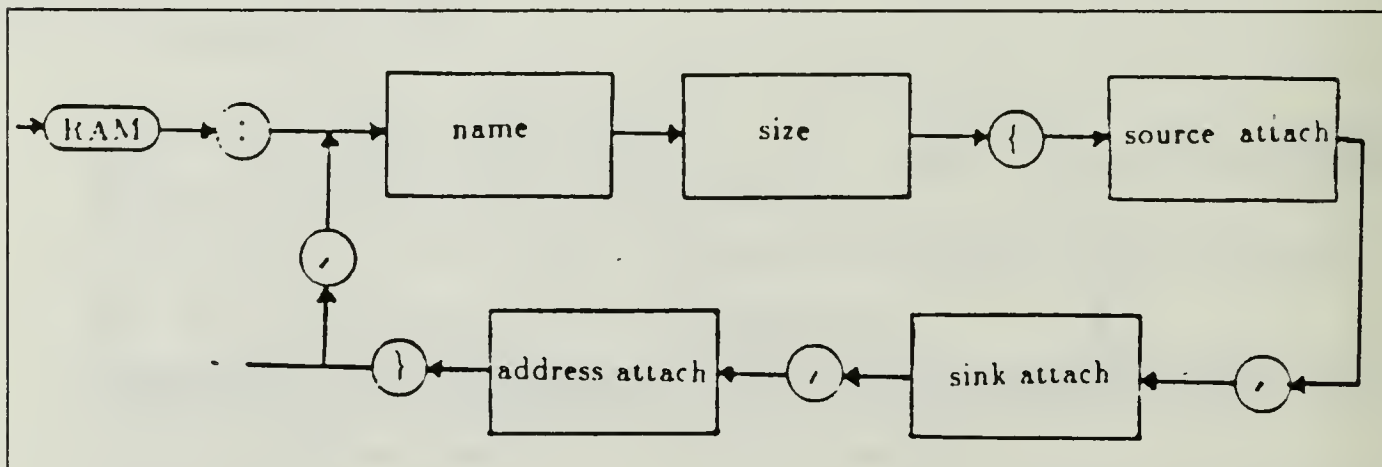 RAM : name size { source attach
,
} address attach , sink attach ,